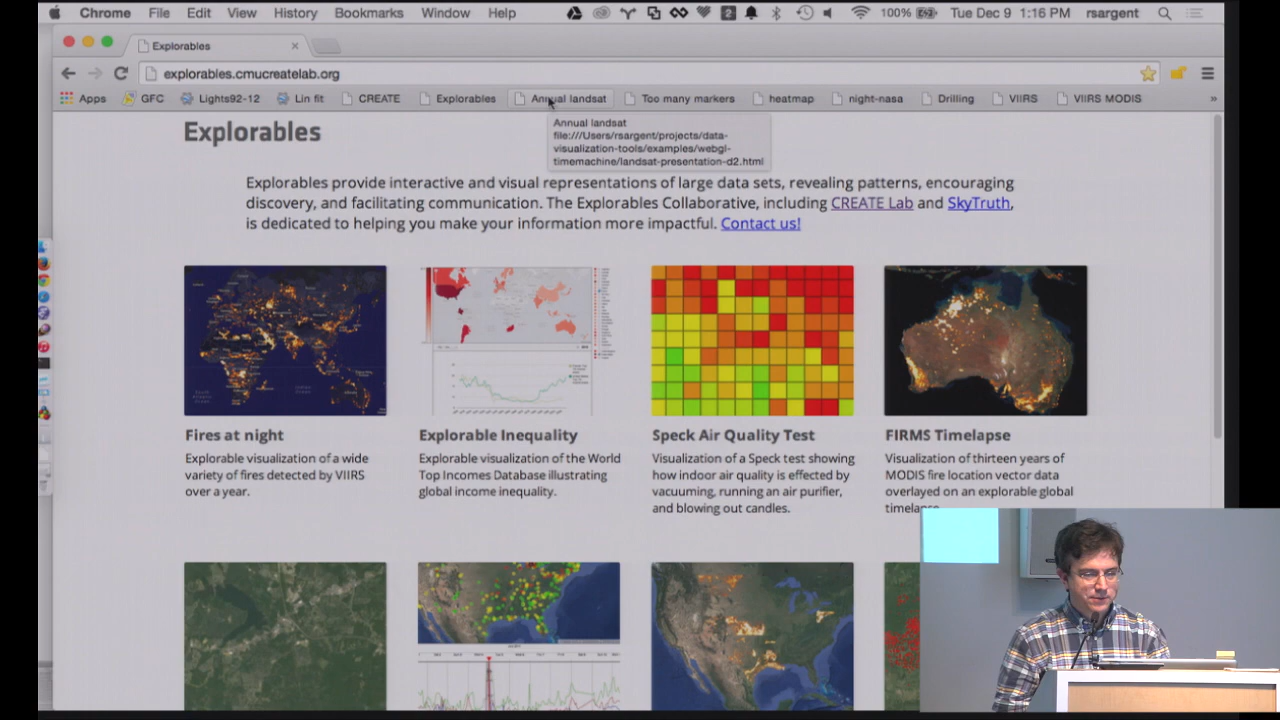 Chrome File Edit View History Bookmarks Window Help 2 100% Tue Dec 9 1:16 PM rsargent
Explorables
explorables.cmucreatelab.org
Apps GFC Lights92-12 Lin fit CREATE Explorables Annual landsat Too many markers heatmap night-nasa Drilling VIIRS VIIRS MODIS »
Annual landsat
file:///Users/rsargent/projects/data-
visualization-tools/examples/webgl-
timemachine/landsat-presentation-d2.html
Explorables
Explorables provide interactive and visual representations of large data sets, revealing patterns, encouraging
discovery, and facilitating communication. The Explorables Collaborative, including CREATE Lab and SkyTruth,
is dedicated to helping you make your information more impactful. Contact us!
Fires at night
Explorable visualization of a wide
variety of fires detected by VIIRS
over a year.
Explorable Inequality
Explorable visualization of the World
Top Incomes Database illustrating
global income inequality.
Speck Air Quality Test
Visualization of a Speck test showing
how indoor air quality is effected by
vacuuming, running an air purifier,
and blowing out candles.
FIRMS Timelapse
Visualization of thirteen years of
MODIS fire location vector data
overlayed on an explorable global
timelapse.